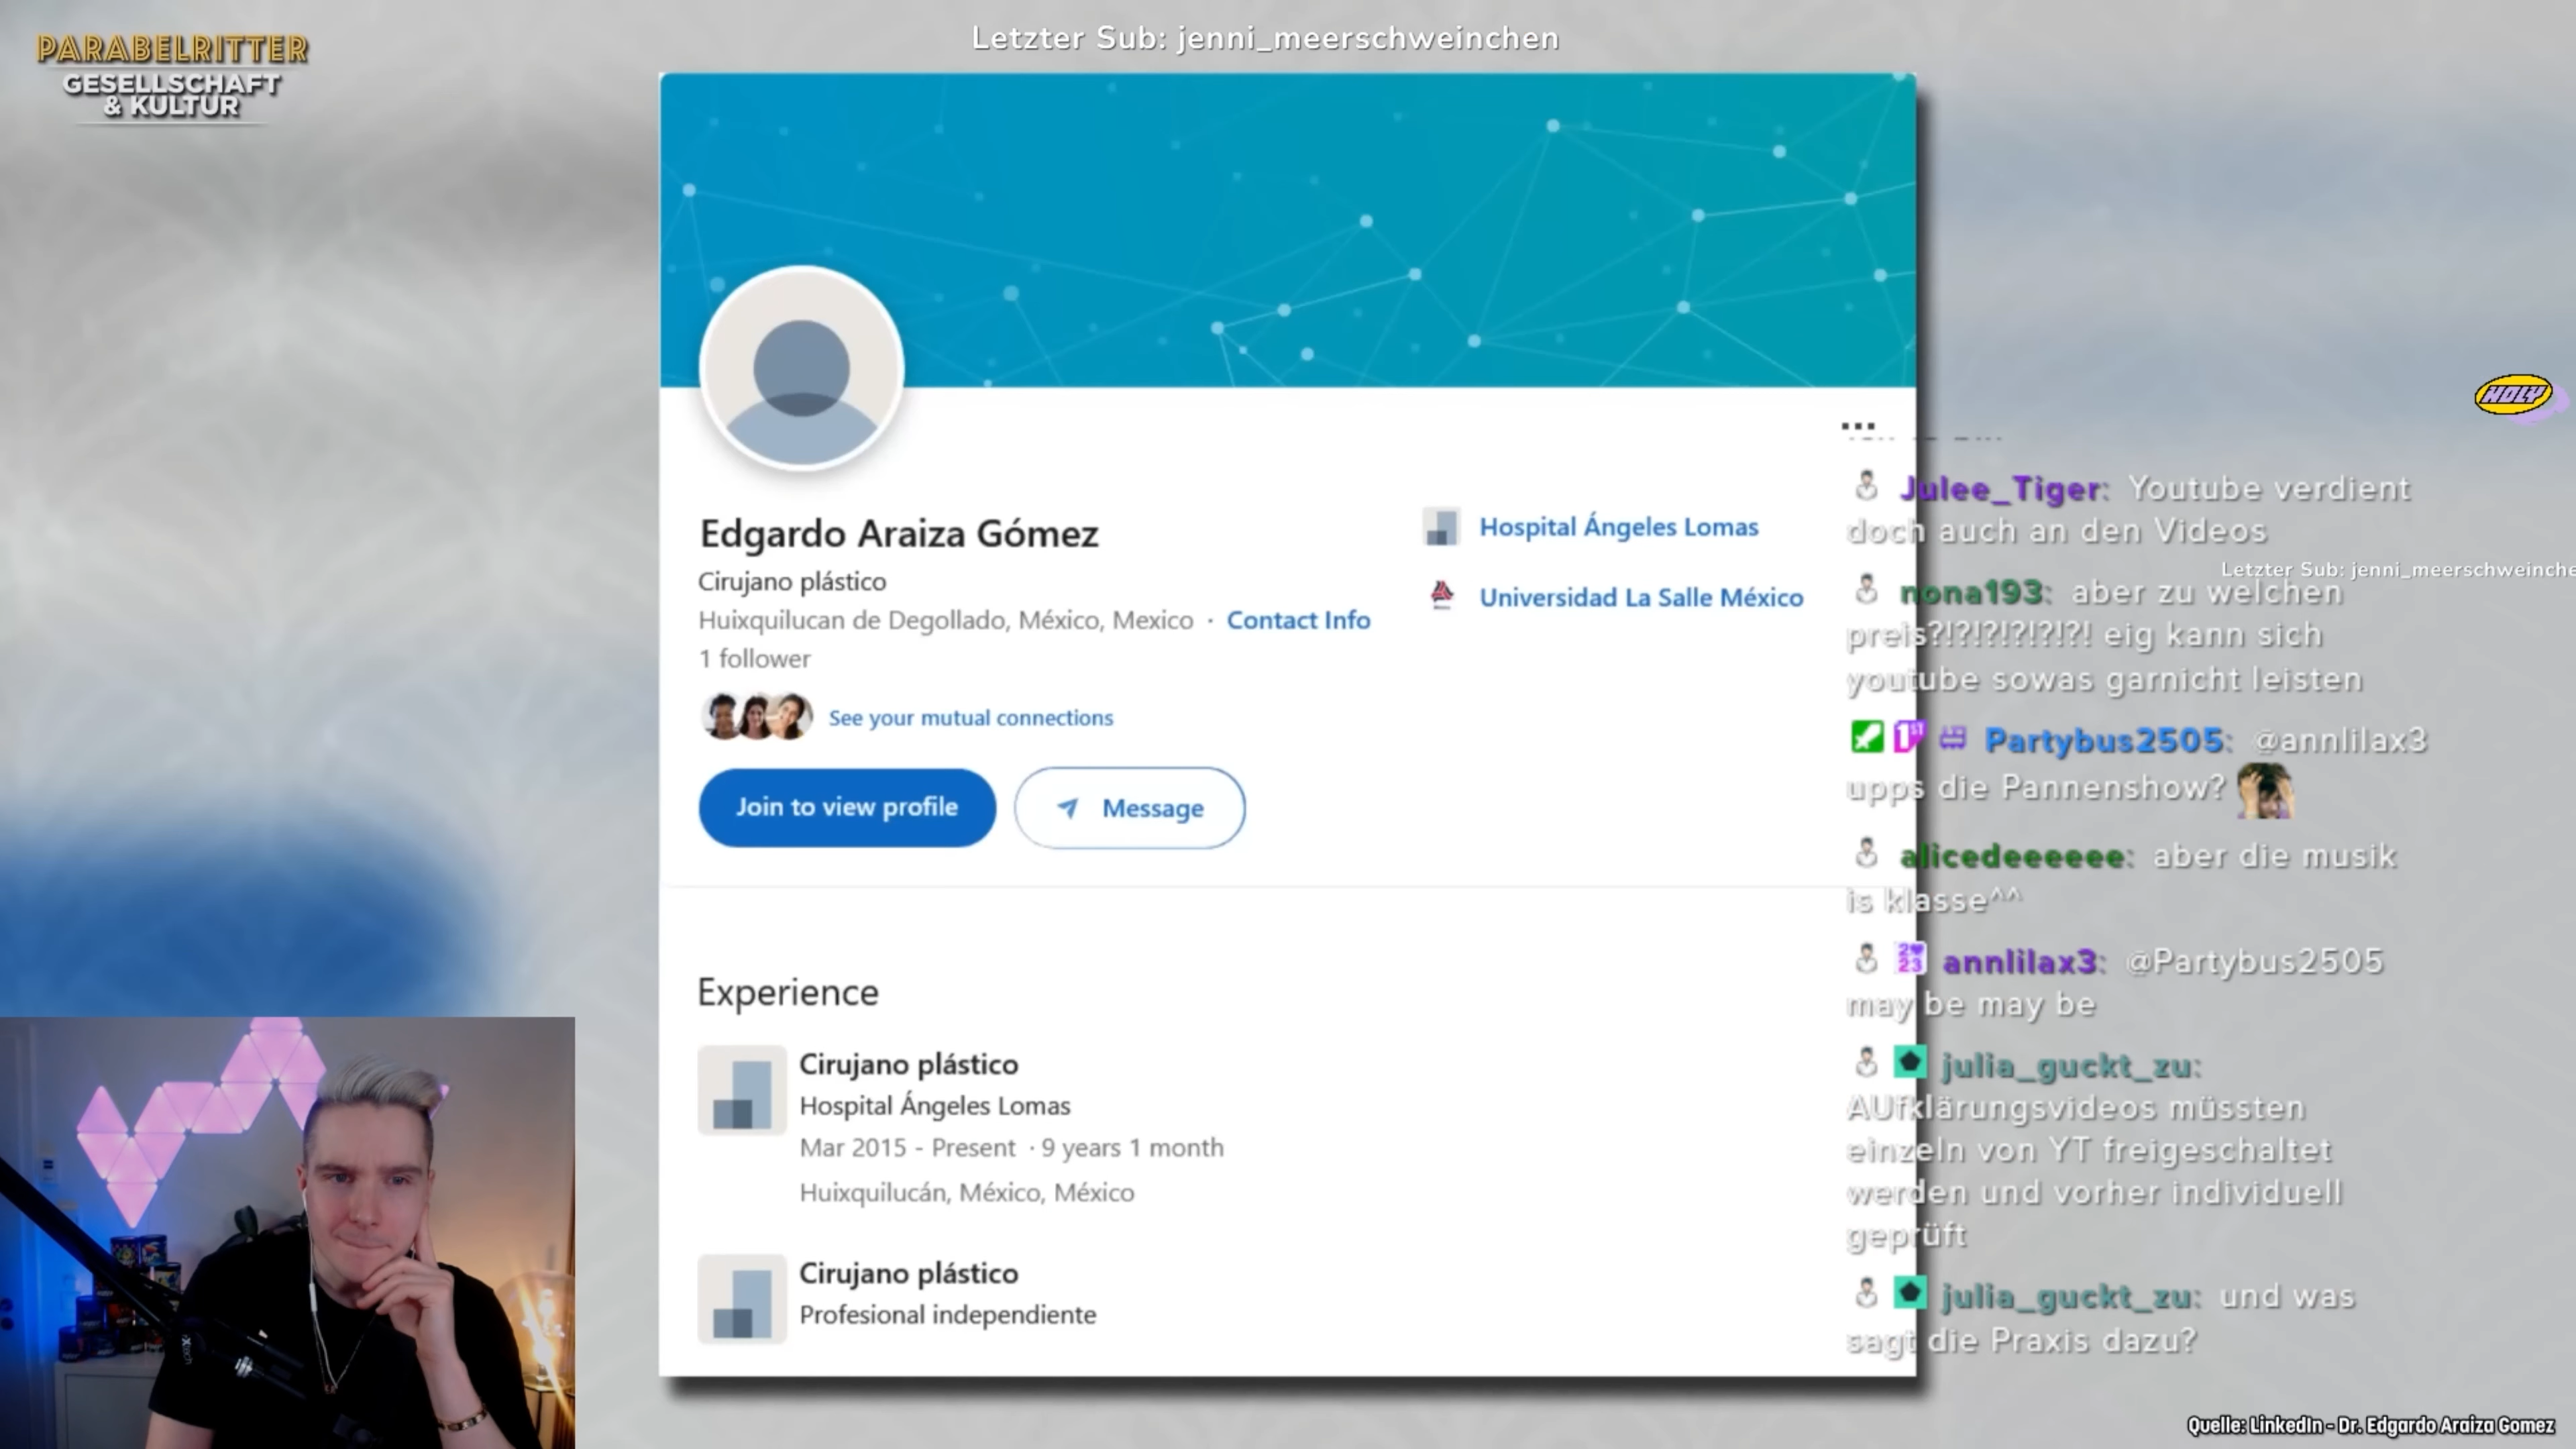 PARABELRITTER
GESELLSCHAFT
& KULTUR
Letzter Sub: jenni_meerschweinchen
Edgardo Araiza Gómez
Cirujano plástico
Huixquilucan de Degollado, México, Mexico · Contact Info
1 follower
See your mutual connections
Join to view profile
Message
Hospital Ángeles Lomas
Universidad La Salle México
Experience
Cirujano plástico
Hospital Ángeles Lomas
Mar 2015 - Present · 9 years 1 month
Huixquilucán, México, México
Cirujano plástico
Profesional independiente
HOLY
Julee_Tiger: Youtube verdient
doch auch an den Videos
Letzter Sub: jenni_meerschweinche
nona193: aber zu welchen
preis?!?!?!?!?!?! eig kann sich
youtube sowas garnicht leisten
Partybus2505: @annlilax3
upps die Pannenshow?
alicedeeeeee: aber die musik
is klasse^^
annlilax3: @Partybus2505
may be may be
julia_guckt_zu:
AUfklärungsvideos müssten
einzeln von YT freigeschaltet
werden und vorher individuell
geprüft
julia_guckt_zu: und was
sagt die Praxis dazu?
Quelle: LinkedIn - Dr. Edgardo Araiza Gomez